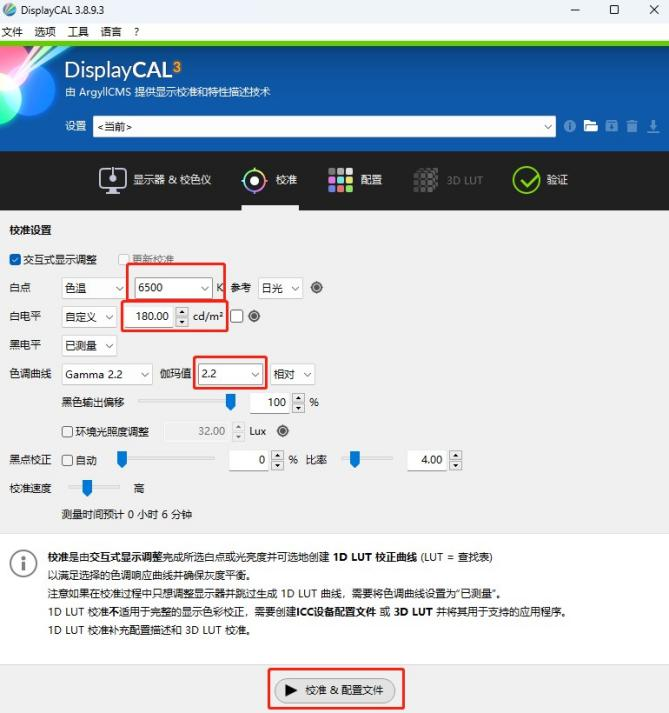 DisplayCAL 3.8.9.3
文件 选项 工具 语言 ?
DisplayCAL3
由 ArgyllCMS 提供显示校准和特性描述技术
设置 <当前>
显示器 & 校色仪 校准 配置 3D LUT 验证
校准设置
交互式显示调整 更新校准
白点 色温 6500 K 参考 日光
白电平 自定义 180.00 cd/m²
黑电平 已测量
色调曲线 Gamma 2.2 伽玛值 2.2 相对
黑色输出偏移 100 %
环境光照度调整 32.00 Lux
黑点校正 自动 0 % 比率 4.00
校准速度 高
测量时间预计 0 小时 6 分钟
校准是由交互式显示调整完成所选白点或光亮度并可选地创建 1D LUT 校正曲线 (LUT = 查找表)
以满足选择的色调响应曲线并确保灰度平衡。
注意如果在校准过程中只想调整显示器并跳过生成 1D LUT 曲线，需要将色调曲线设置为“已测量”。
1D LUT 校准不适用于完整的显示色彩校正，需要创建ICC设备配置文件 或 3D LUT 并将其用于支持的应用程序。
1D LUT 校准补充配置描述和 3D LUT 校准。
校准 & 配置文件